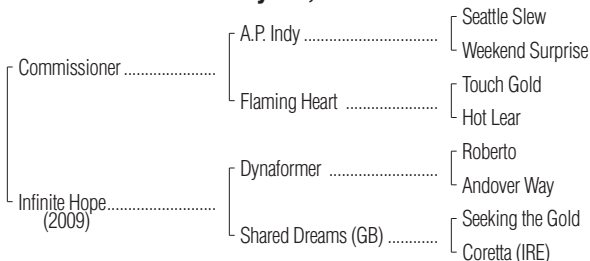 Seattle Slew
A.P. Indy ..................................
Weekend Surprise
Commissioner .......................
Touch Gold
Flaming Heart .......................
Hot Lear
Roberto
Dynaformer ...........................
Andover Way
Infinite Hope...........................
(2009)
Seeking the Gold
Shared Dreams (GB) ............
Coretta (IRE)